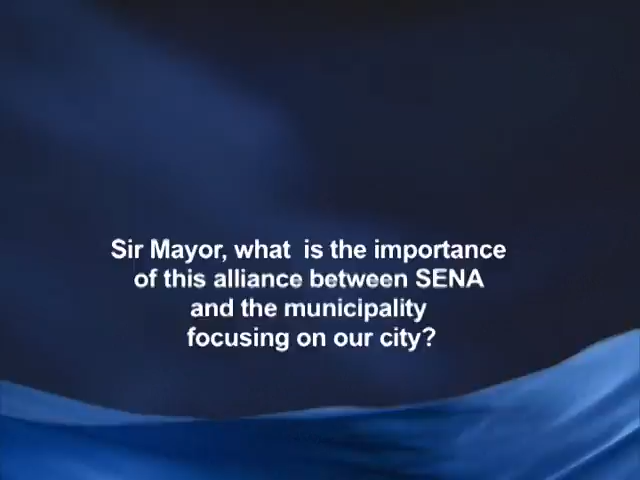 Sir Mayor, what  is the importance
of this alliance between SENA
and the municipality
focusing on our city?